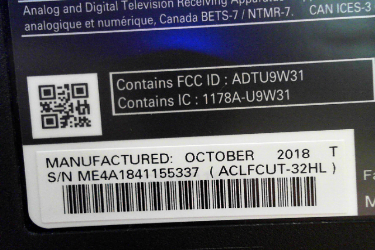 Analog and Digital Television Receiving Apparatus
analogique et numérique, Canada BETS-7 / NTMR-7. CAN ICES-3
Contains FCC ID : ADTU9W31
Contains IC : 1178A-U9W31
MANUFACTURED: OCTOBER 2018 T
S/N ME4A1841155337 ( ACLFCUT-32HL )